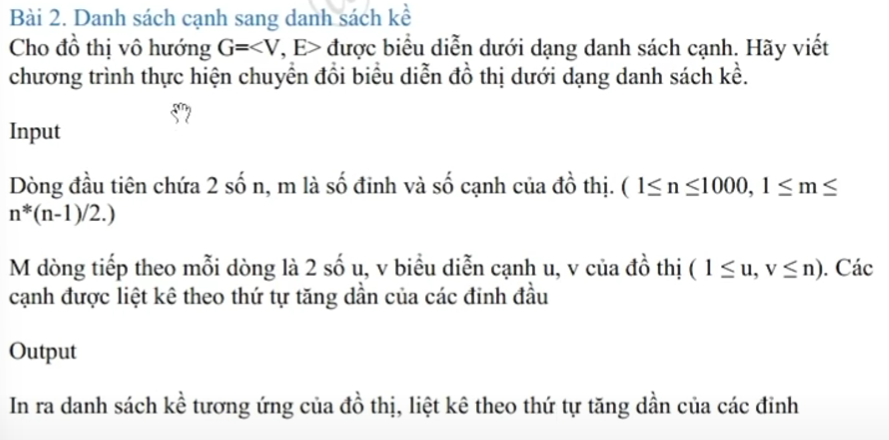 Bài 2. Danh sách cạnh sang danh sách kề
Cho đồ thị vô hướng G=<V, E> được biểu diễn dưới dạng danh sách cạnh. Hãy viết
chương trình thực hiện chuyển đổi biểu diễn đồ thị dưới dạng danh sách kề.
Input
Dòng đầu tiên chứa 2 số n, m là số đỉnh và số cạnh của đồ thị. ( 1≤ n ≤1000, 1 ≤ m ≤
n*(n-1)/2.)
M dòng tiếp theo mỗi dòng là 2 số u, v biểu diễn cạnh u, v của đồ thị ( 1 ≤ u, v ≤ n). Các
cạnh được liệt kê theo thứ tự tăng dần của các đỉnh đầu
Output
In ra danh sách kề tương ứng của đồ thị, liệt kê theo thứ tự tăng dần của các đỉnh